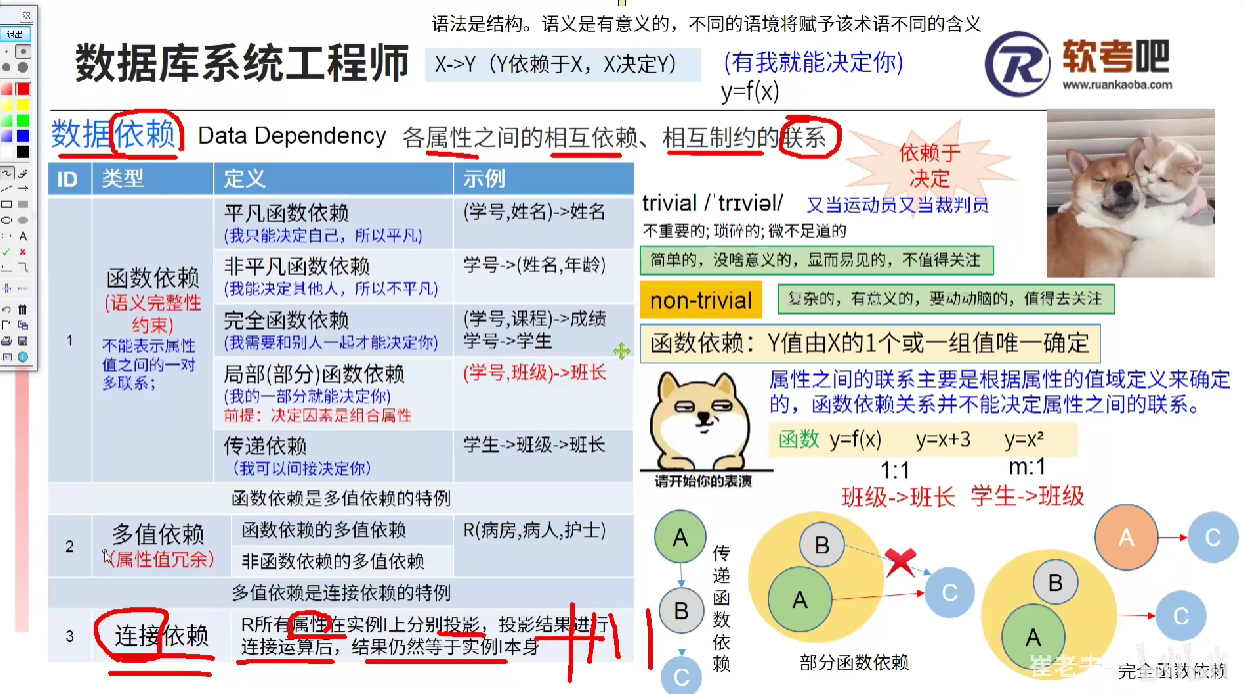 语法是结构。语义是有意义的，不同的语境将赋予该术语不同的含义
退出
数据库系统工程师
X->Y（Y依赖于X，X决定Y）
(有我就能决定你)
y=f(x)
软考吧
www.ruankaoba.com
数据依赖 Data Dependency 各属性之间的相互依赖、相互制约的联系
依赖于
决定
ID 类型 定义 示例
1
函数依赖
(语义完整性
约束)
不能表示属性
值之间的一对
多联系；
平凡函数依赖
(我只能决定自己，所以平凡)
(学号,姓名)->姓名
非平凡函数依赖
(我能决定其他人，所以不平凡)
学号->(姓名,年龄)
完全函数依赖
(我需要和别人一起才能决定你)
(学号,课程)->成绩
学号->学生
局部(部分)函数依赖
(我的一部分就能决定你)
前提：决定因素是组合属性
(学号,班级)->班长
传递依赖
（我可以间接决定你）
学生->班级->班长
函数依赖是多值依赖的特例
2
多值依赖
(属性值冗余)
函数依赖的多值依赖
非函数依赖的多值依赖
R(病房,病人,护士)
多值依赖是连接依赖的特例
3
连接依赖
R所有属性在实例I上分别投影，投影结果进行
连接运算后，结果仍然等于实例I本身
trivial /ˈtrɪviəl/ 又当运动员又当裁判员
不重要的; 琐碎的; 微不足道的
简单的，没啥意义的，显而易见的，不值得关注
non-trivial
复杂的，有意义的，要动动脑的，值得去关注
函数依赖：Y值由X的1个或一组值唯一确定
属性之间的联系主要是根据属性的值域定义来确定
的，函数依赖关系并不能决定属性之间的联系。
函数 y=f(x) y=x+3 y=x²
1:1 m:1
班级->班长 学生->班级
请开始你的表演
A
B
C
传递函数依赖
B
A
C
部分函数依赖
A
C
B
A
C
完全函数依赖